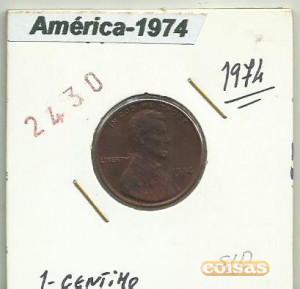 América-1974
1974
2430
LIBERTY
1-CENTIMO
coisas